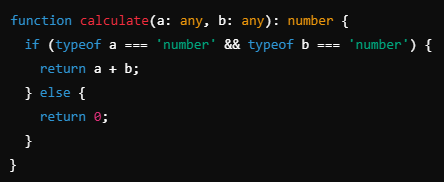 function calculate(a: any, b: any): number {
  if (typeof a === 'number' && typeof b === 'number') {
    return a + b;
  } else {
    return 0;
  }
}